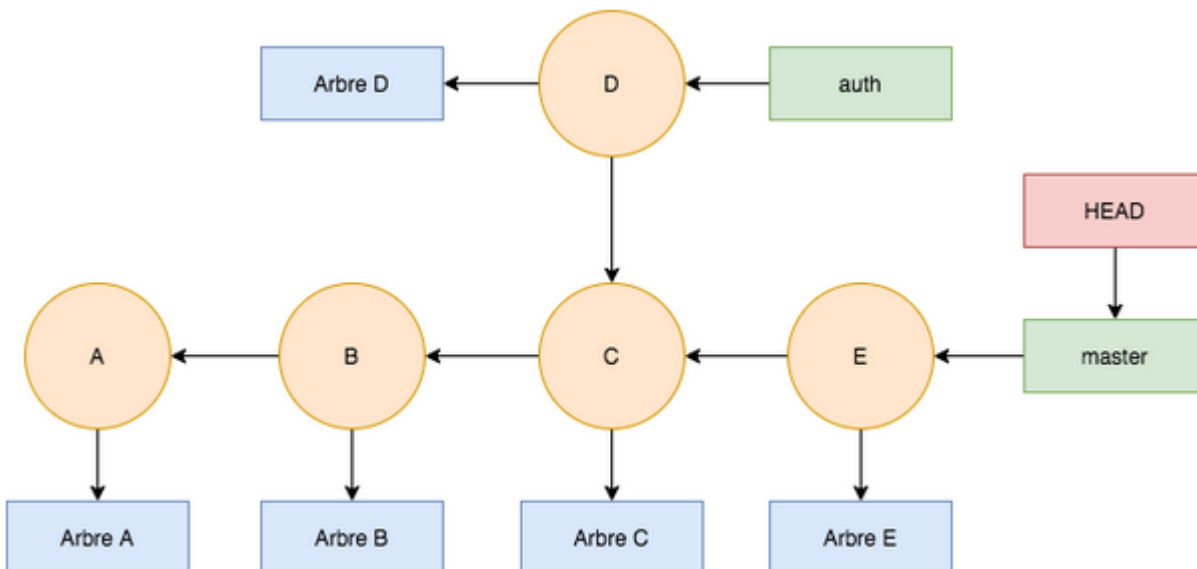 Arbre D
D
auth
HEAD
A
B
C
E
master
Arbre A
Arbre B
Arbre C
Arbre E